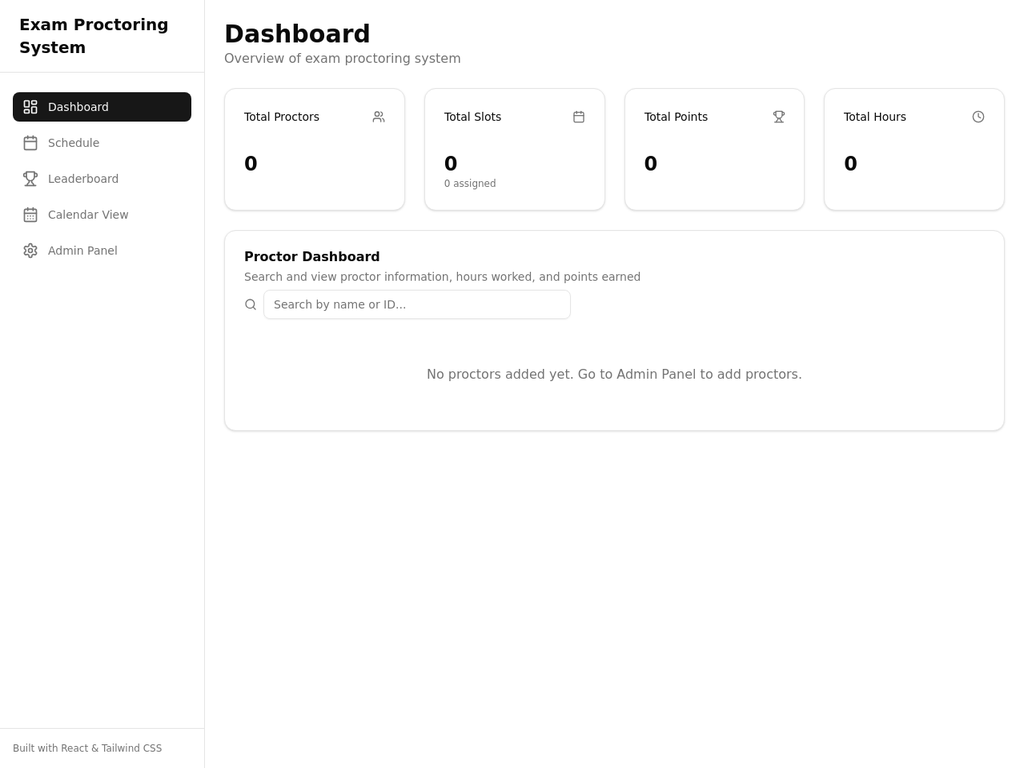 Exam Proctoring
System
Dashboard
Schedule
Leaderboard
Calendar View
Admin Panel
Built with React & Tailwind CSS
Dashboard
Overview of exam proctoring system
Total Proctors
0
Total Slots
0
0 assigned
Total Points
0
Total Hours
0
Proctor Dashboard
Search and view proctor information, hours worked, and points earned
Search by name or ID...
No proctors added yet. Go to Admin Panel to add proctors.